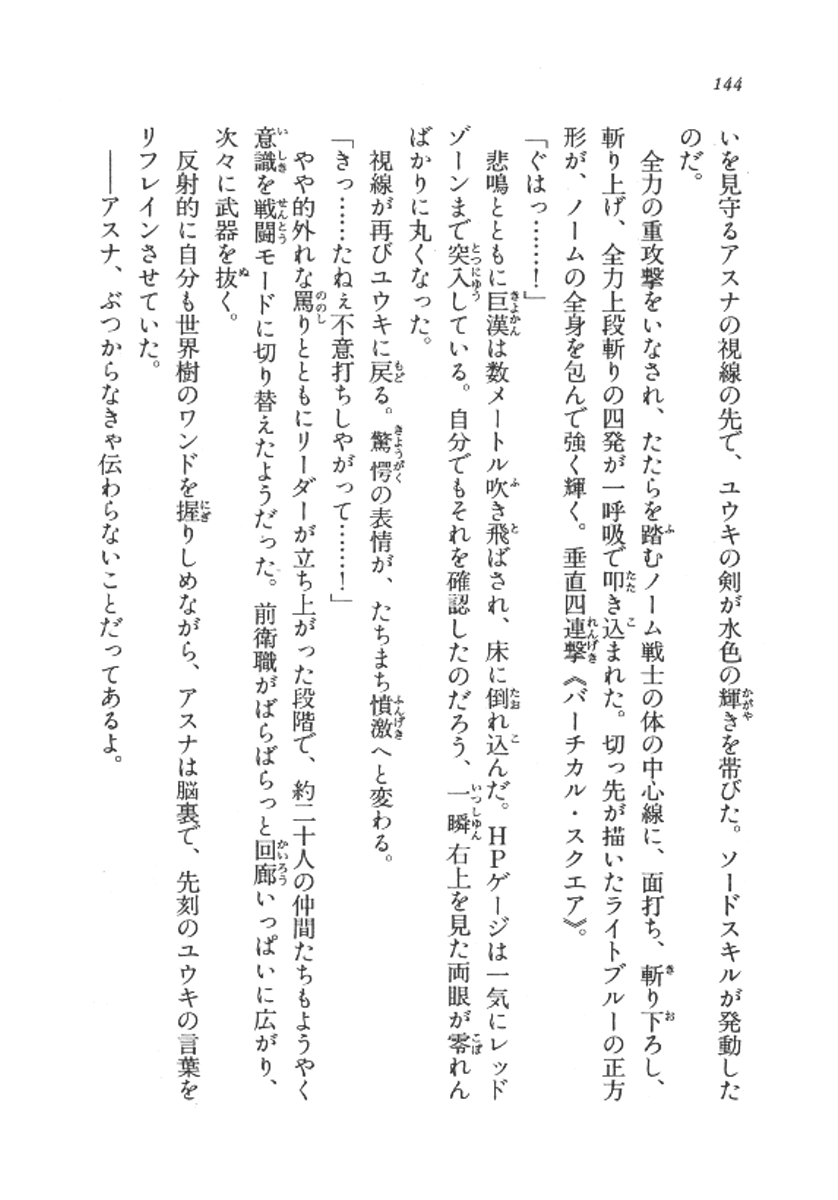 144
いを見守るアスナの視線の先で、ユウキの剣が水色の輝きを帯びた。ソードスキルが発動した
のだ。
　全力の重攻撃をいなされ、たたらを踏むノーム戦士の体の中心線に、面打ち、斬り下ろし、
斬り上げ、全力上段斬りの四発が一呼吸で叩き込まれた。切っ先が描いたライトブルーの正方
形が、ノームの全身を包んで強く輝く。垂直四連撃《バーチカル・スクエア》。
「ぐはっ……！」
　悲鳴とともに巨漢は数メートル吹き飛ばされ、床に倒れ込んだ。ＨＰゲージは一気にレッド
ゾーンまで突入している。自分でもそれを確認したのだろう、一瞬右上を見た両眼が零れん
ばかりに丸くなった。
　視線が再びユウキに戻る。驚愕の表情が、たちまち憤激へと変わる。
「きっ……たねぇ不意打ちしやがって……！」
　やや的外れな罵りとともにリーダーが立ち上がった段階で、約二十人の仲間たちもようやく
意識を戦闘モードに切り替えたようだった。前衛職がばらばらっと回廊いっぱいに広がり、
次々に武器を抜く。
　反射的に自分も世界樹のワンドを握りしめながら、アスナは脳裏で、先刻のユウキの言葉を
リフレインさせていた。
　――アスナ、ぶつからなきゃ伝わらないことだってあるよ。